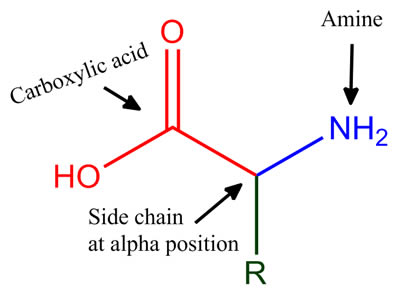 Amine
O
Carboxylic acid
NH₂
HO
Side chain
at alpha position
R